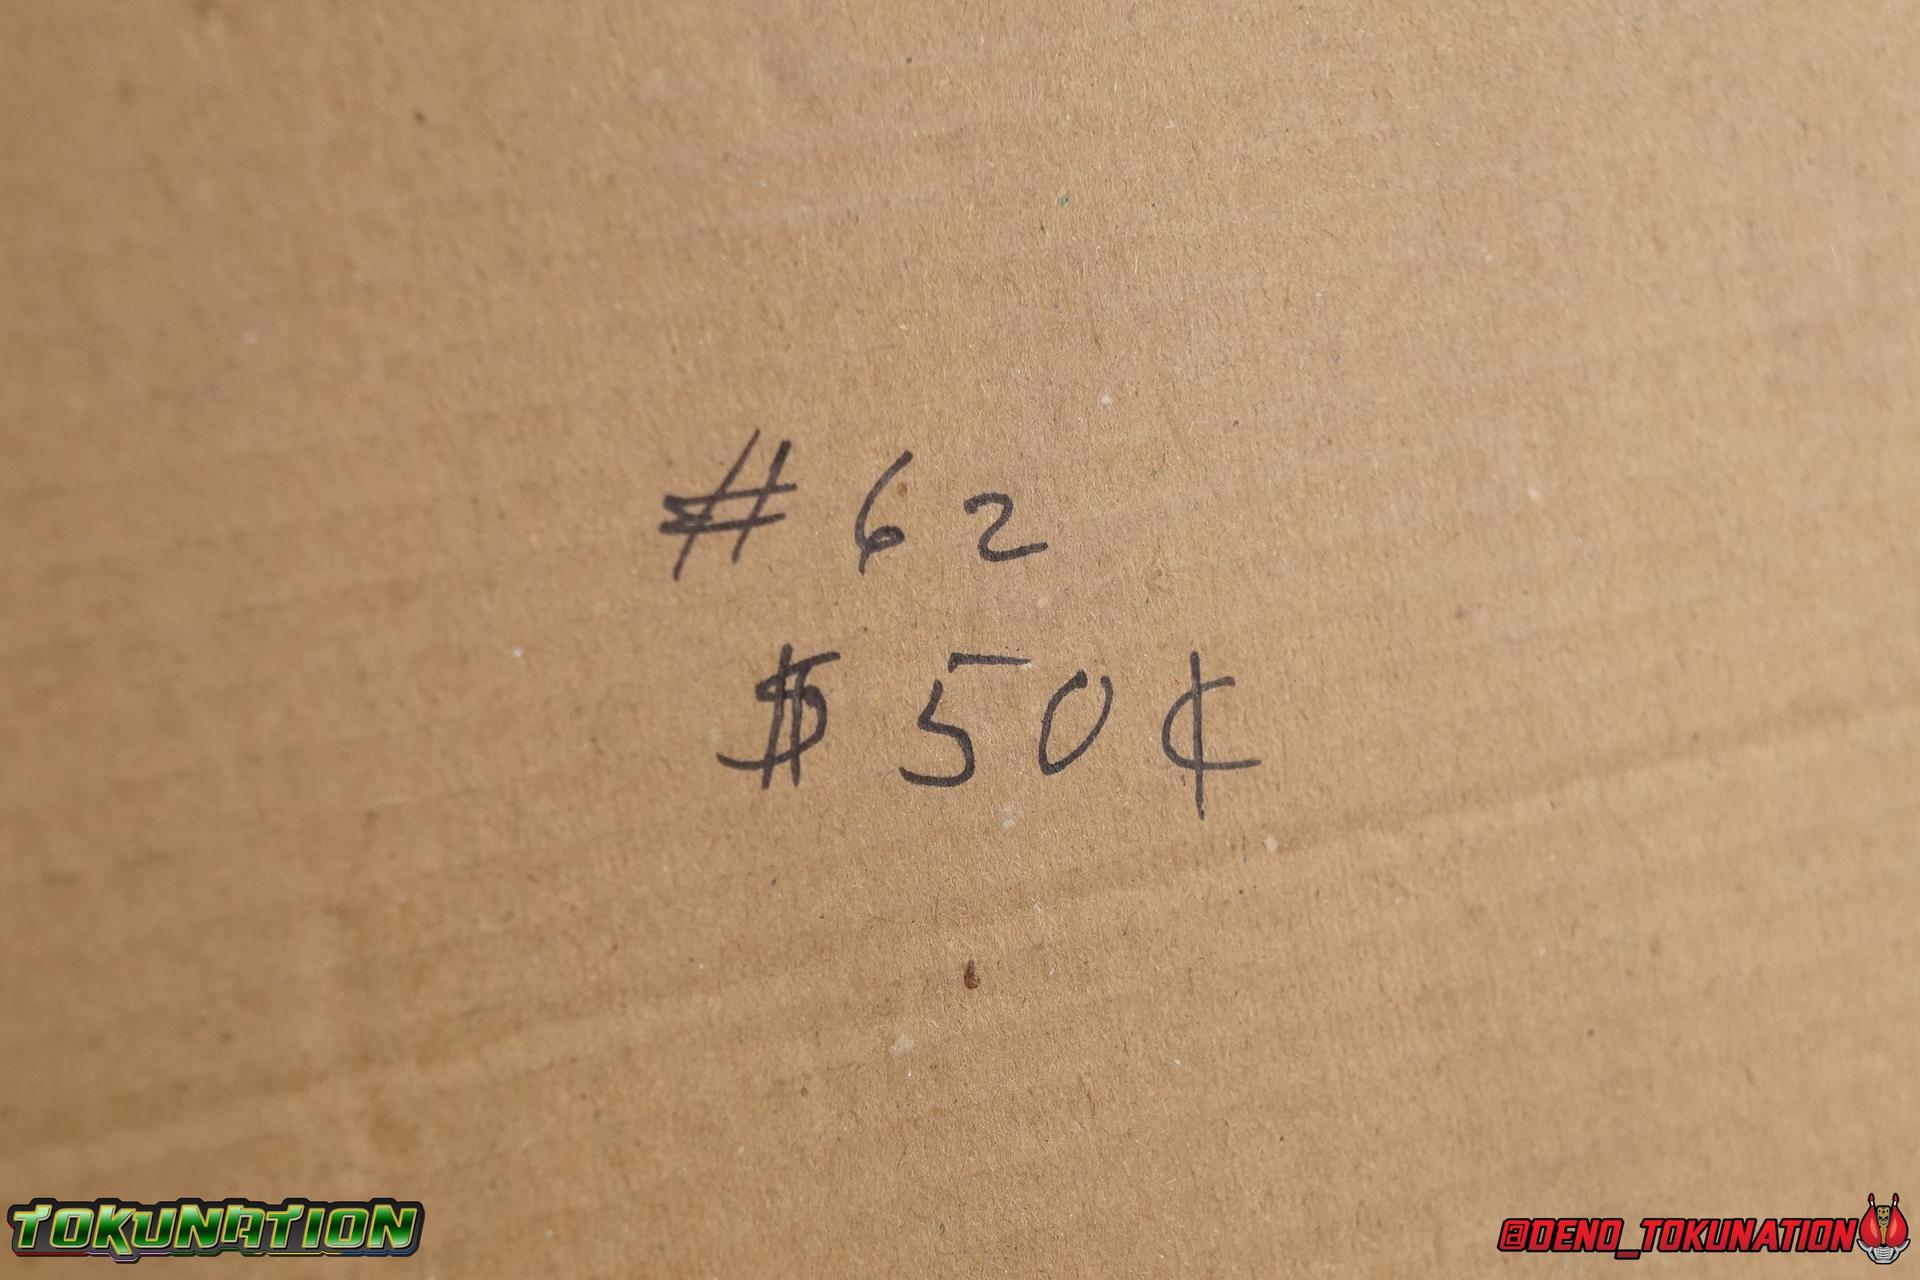 # 62
$ 50 ¢
TOKUNATION
@DENO_TOKUNATION